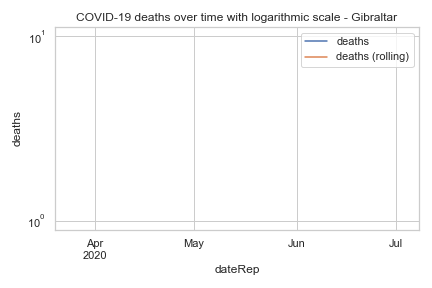 COVID-19 deaths over time with logarithmic scale - Gibraltar
10¹
deaths
deaths (rolling)
deaths
10⁰
Apr
2020
May
Jun
Jul
dateRep